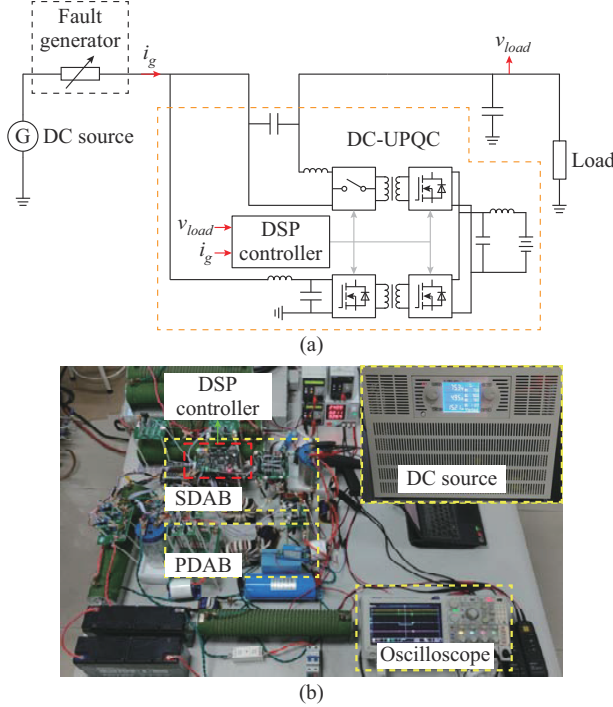 Fault
generator
i_g
v_load
G
DC source
DC-UPQC
Load
v_load
DSP
i_g
controller
(a)
DSP
controller
DC source
SDAB
PDAB
Oscilloscope
(b)